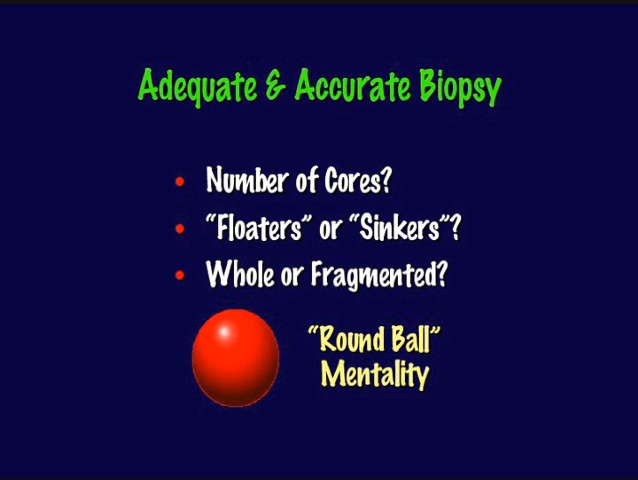 Adequate & Accurate Biopsy
• Number of Cores?
• “Floaters” or “Sinkers”?
• Whole or Fragmented?
“Round Ball”
Mentality